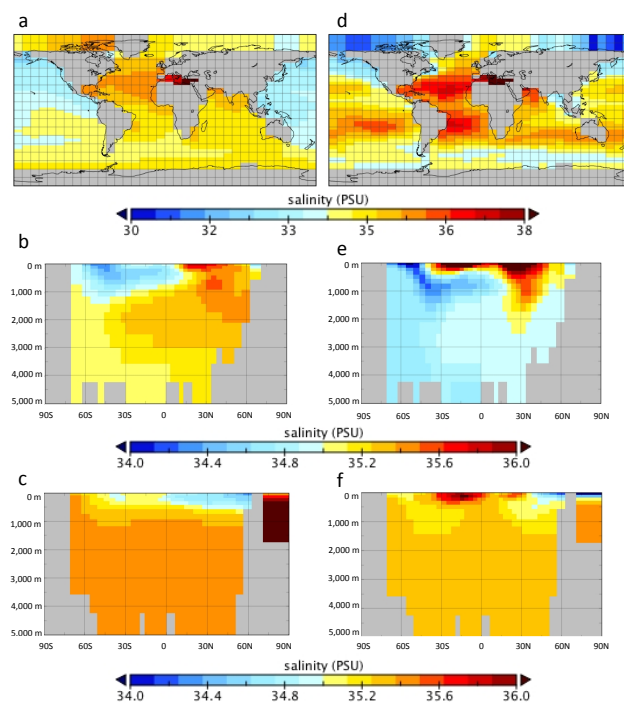 a d
salinity (PSU)
30 32 33 35 36 38
b e
0 m 0 m
1,000 m 1,000 m
2,000 m 2,000 m
3,000 m 3,000 m
4,000 m 4,000 m
5,000 m 5,000 m
90S 60S 30S 0 30N 60N 90N 90S 60S 30S 0 30N 60N 90N
salinity (PSU)
34.0 34.4 34.8 35.2 35.6 36.0
c f
0 m 0 m
1,000 m 1,000 m
2,000 m 2,000 m
3,000 m 3,000 m
4,000 m 4,000 m
5.000 m 5.000 m
90S 60S 30S 0 30N 60N 90N 90S 60S 30S 0 30N 60N 90N
salinity (PSU)
34.0 34.4 34.8 35.2 35.6 36.0